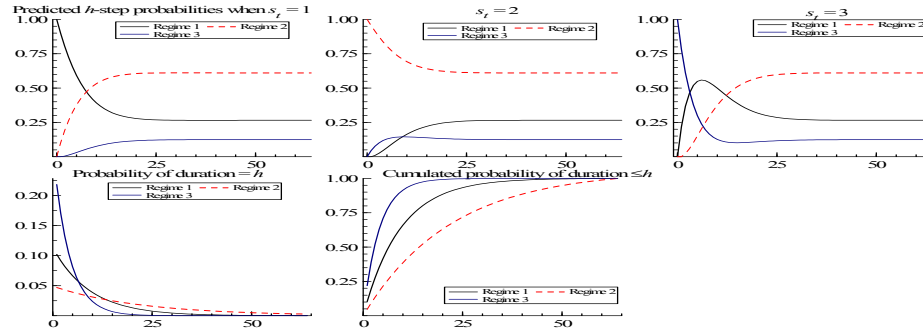 Predicted h-step probabilities when s_t = 1
Regime 1 Regime 2
Regime 3
1.00
0.75
0.50
0.25
0 25 50
s_t = 2
Regime 1 Regime 2
Regime 3
1.00
0.75
0.50
0.25
0 25 50
s_t = 3
Regime 1 Regime 2
Regime 3
1.00
0.75
0.50
0.25
0 25 50
Probability of duration = h
Regime 1 Regime 2
Regime 3
0.20
0.15
0.10
0.05
0 25 50
Cumulated probability of duration ≤ h
1.00
0.75
0.50
0.25
Regime 1 Regime 2
Regime 3
0 25 50